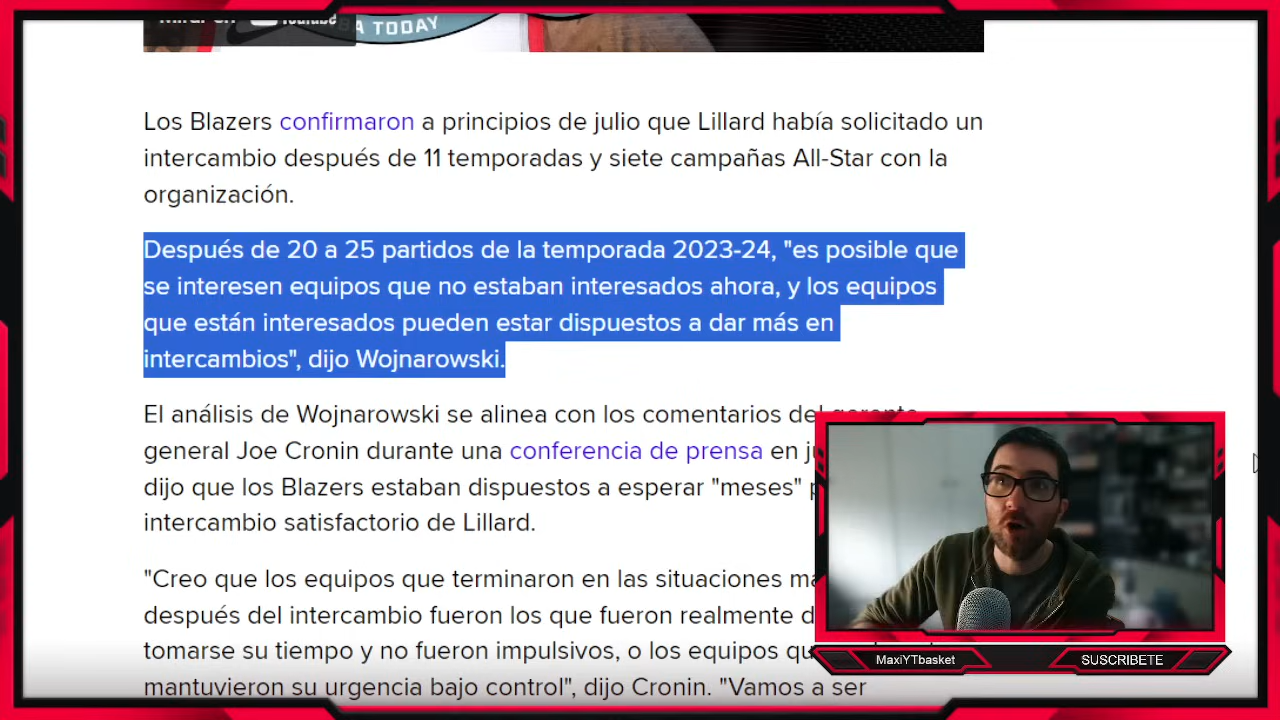 YouTube
BA TODAY
Los Blazers confirmaron a principios de julio que Lillard había solicitado un
intercambio después de 11 temporadas y siete campañas All-Star con la
organización.
Después de 20 a 25 partidos de la temporada 2023-24, "es posible que
se interesen equipos que no estaban interesados ahora, y los equipos
que están interesados pueden estar dispuestos a dar más en
intercambios", dijo Wojnarowski.
El análisis de Wojnarowski se alinea con los comentarios del gerente
general Joe Cronin durante una conferencia de prensa en
dijo que los Blazers estaban dispuestos a esperar "meses"
intercambio satisfactorio de Lillard.
"Creo que los equipos que terminaron en las situaciones
después del intercambio fueron los que fueron realmente
tomarse su tiempo y no fueron impulsivos, o los equipos
mantuvieron su urgencia bajo control", dijo Cronin. "Vamos a ser
MaxiYTbasket
SUSCRIBETE